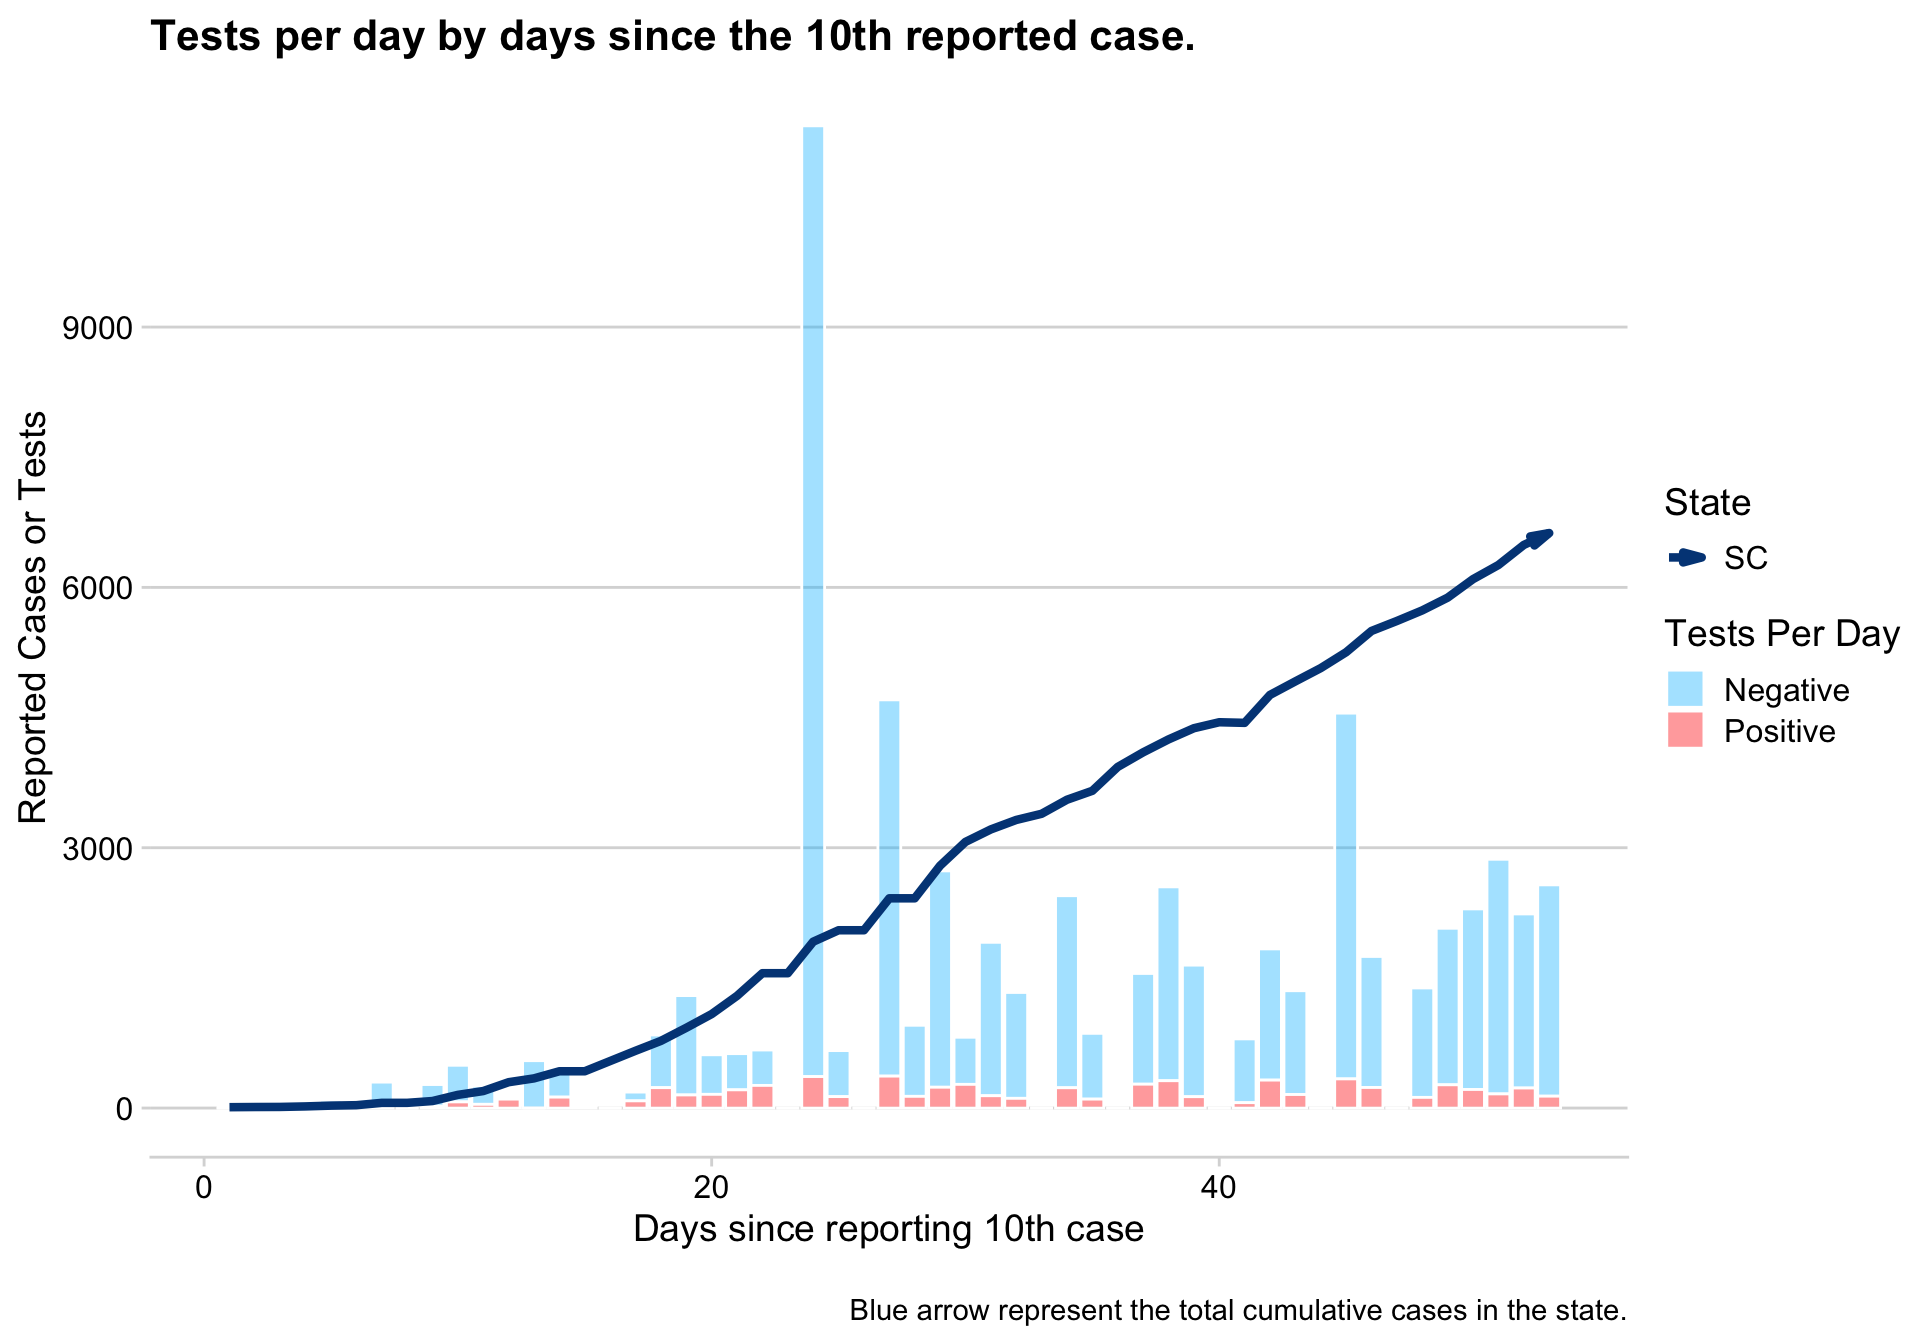 Tests per day by days since the 10th reported case.
Reported Cases or Tests
9000
6000
3000
0
0 20 40
Days since reporting 10th case
State
SC
Tests Per Day
Negative
Positive
Blue arrow represent the total cumulative cases in the state.